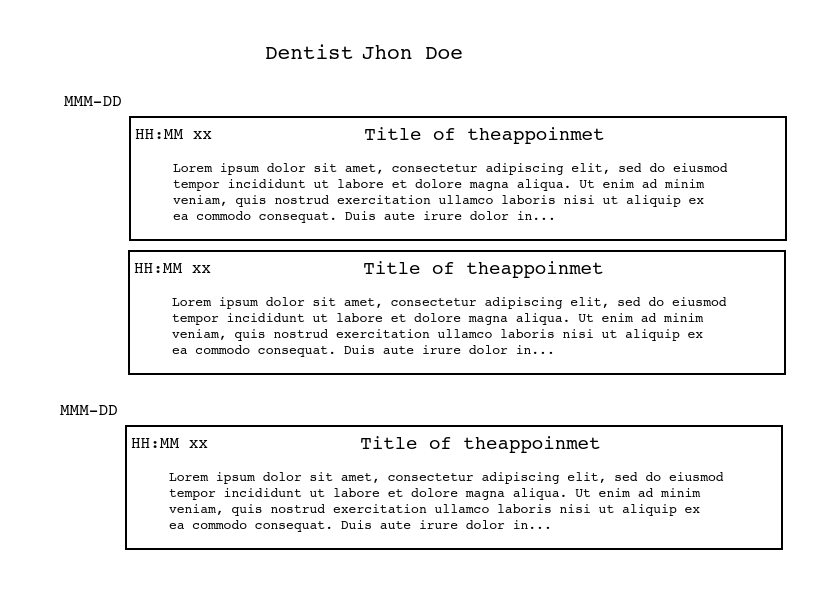 Dentist Jhon Doe
MMM-DD
HH:MM xx Title of theappoinmet
Lorem ipsum dolor sit amet, consectetur adipiscing elit, sed do eiusmod
tempor incididunt ut labore et dolore magna aliqua. Ut enim ad minim
veniam, quis nostrud exercitation ullamco laboris nisi ut aliquip ex
ea commodo consequat. Duis aute irure dolor in...
HH:MM xx Title of theappoinmet
Lorem ipsum dolor sit amet, consectetur adipiscing elit, sed do eiusmod
tempor incididunt ut labore et dolore magna aliqua. Ut enim ad minim
veniam, quis nostrud exercitation ullamco laboris nisi ut aliquip ex
ea commodo consequat. Duis aute irure dolor in...
MMM-DD
HH:MM xx Title of theappoinmet
Lorem ipsum dolor sit amet, consectetur adipiscing elit, sed do eiusmod
tempor incididunt ut labore et dolore magna aliqua. Ut enim ad minim
veniam, quis nostrud exercitation ullamco laboris nisi ut aliquip ex
ea commodo consequat. Duis aute irure dolor in...